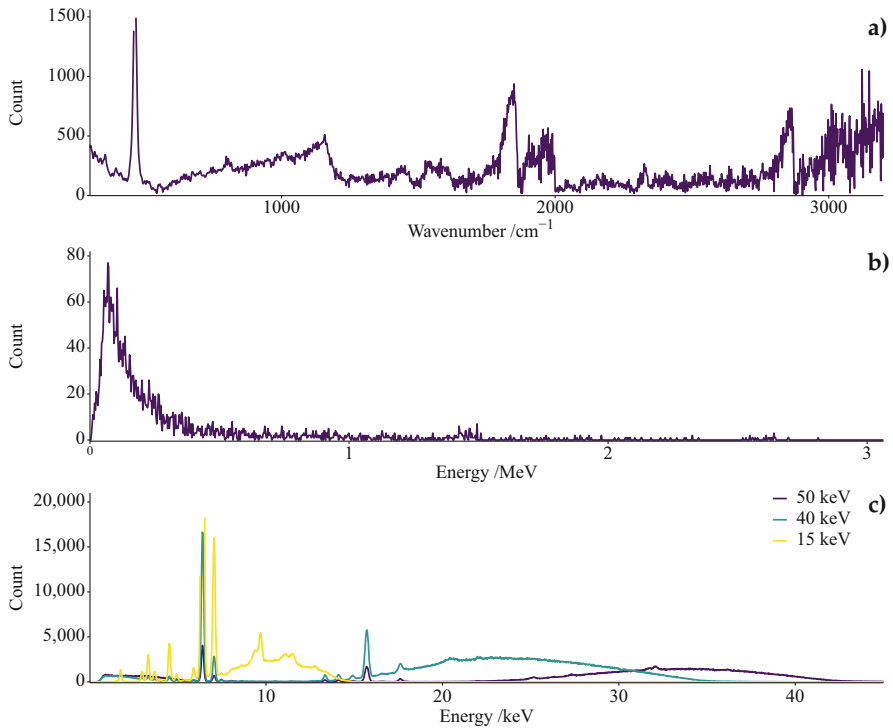 a)
1500
1000
500
0
Count
1000 2000 3000
Wavenumber /cm⁻¹
b)
80
60
40
20
0
Count
0 1 2 3
Energy /MeV
c)
50 keV
40 keV
15 keV
20,000
15,000
10,000
5,000
0
Count
10 20 30 40
Energy /keV